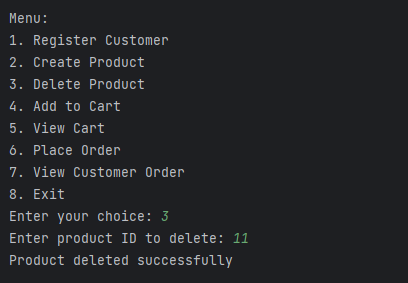 Menu:
1. Register Customer
2. Create Product
3. Delete Product
4. Add to Cart
5. View Cart
6. Place Order
7. View Customer Order
8. Exit
Enter your choice: 3
Enter product ID to delete: 11
Product deleted successfully